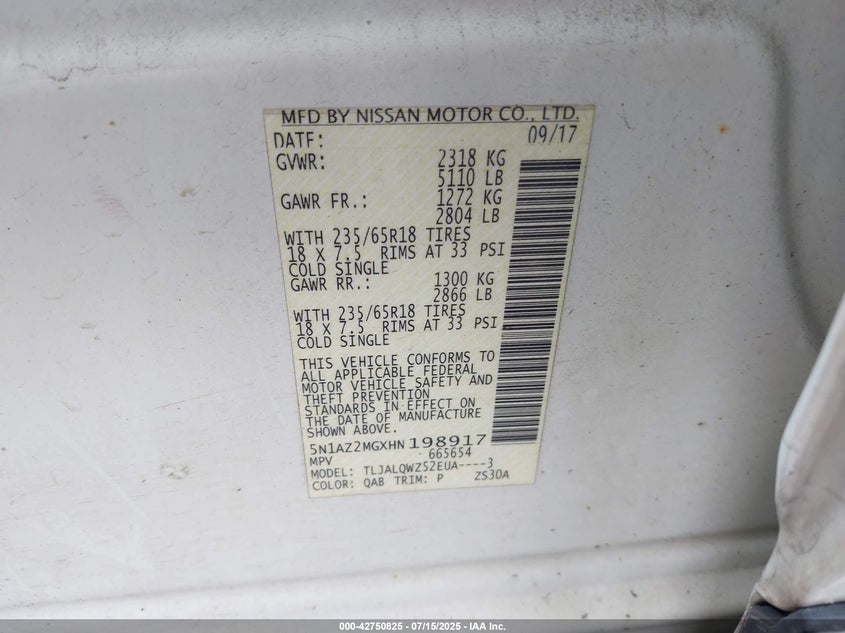 MFD BY NISSAN MOTOR CO., LTD.
DATE: 09/17
GVWR: 2318 KG
5110 LB
GAWR FR.: 1272 KG
2804 LB
WITH 235/65R18 TIRES
18 X 7.5 RIMS AT 33 PSI
COLD SINGLE
GAWR RR.: 1300 KG
2866 LB
WITH 235/65R18 TIRES
18 X 7.5 RIMS AT 33 PSI
COLD SINGLE
THIS VEHICLE CONFORMS TO
ALL APPLICABLE FEDERAL
MOTOR VEHICLE SAFETY AND
THEFT PREVENTION
STANDARDS IN EFFECT ON
THE DATE OF MANUFACTURE
SHOWN ABOVE.
5N1AZ2MGXHN198917
MPV 665654
MODEL: TLJALQWZ52EUA----3
COLOR: QAB TRIM: P ZS30A
000-42750825 - 07/15/2025 - IAA Inc.